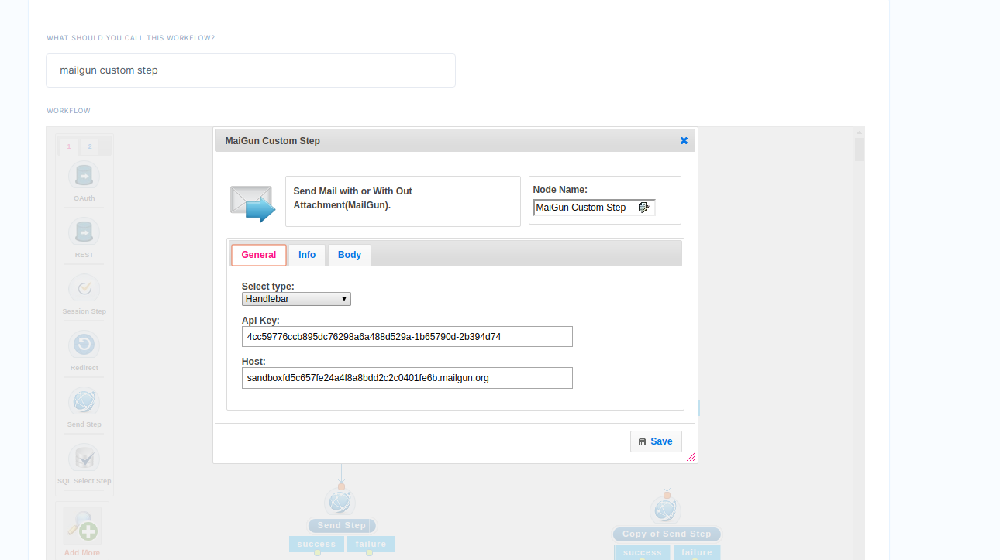 WHAT SHOULD YOU CALL THIS WORKFLOW?
mailgun custom step
WORKFLOW
MaiGun Custom Step
1 2
OAuth
REST
Session Step
Redirect
Send Step
SQL Select Step
Add More
Send Mail with or With Out
Attachment(MailGun).
Node Name:
MaiGun Custom Step
General Info Body
Select type:
Handlebar
Api Key:
4cc59776ccb895dc76298a6a488d529a-1b65790d-2b394d74
Host:
sandboxfd5c657fe24a4f8a8bdd2c2c0401fe6b.mailgun.org
Save
Send Step
success failure
Copy of Send Step
success failure